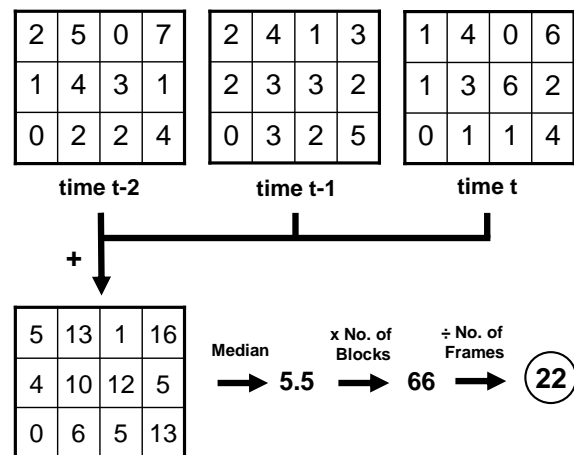 2 5 0 7
1 4 3 1
0 2 2 4
time t-2
2 4 1 3
2 3 3 2
0 3 2 5
time t-1
1 4 0 6
1 3 6 2
0 1 1 4
time t
+
5 13 1 16
4 10 12 5
0 6 5 13
Median
5.5
x No. of
Blocks
66
÷ No. of
Frames
22